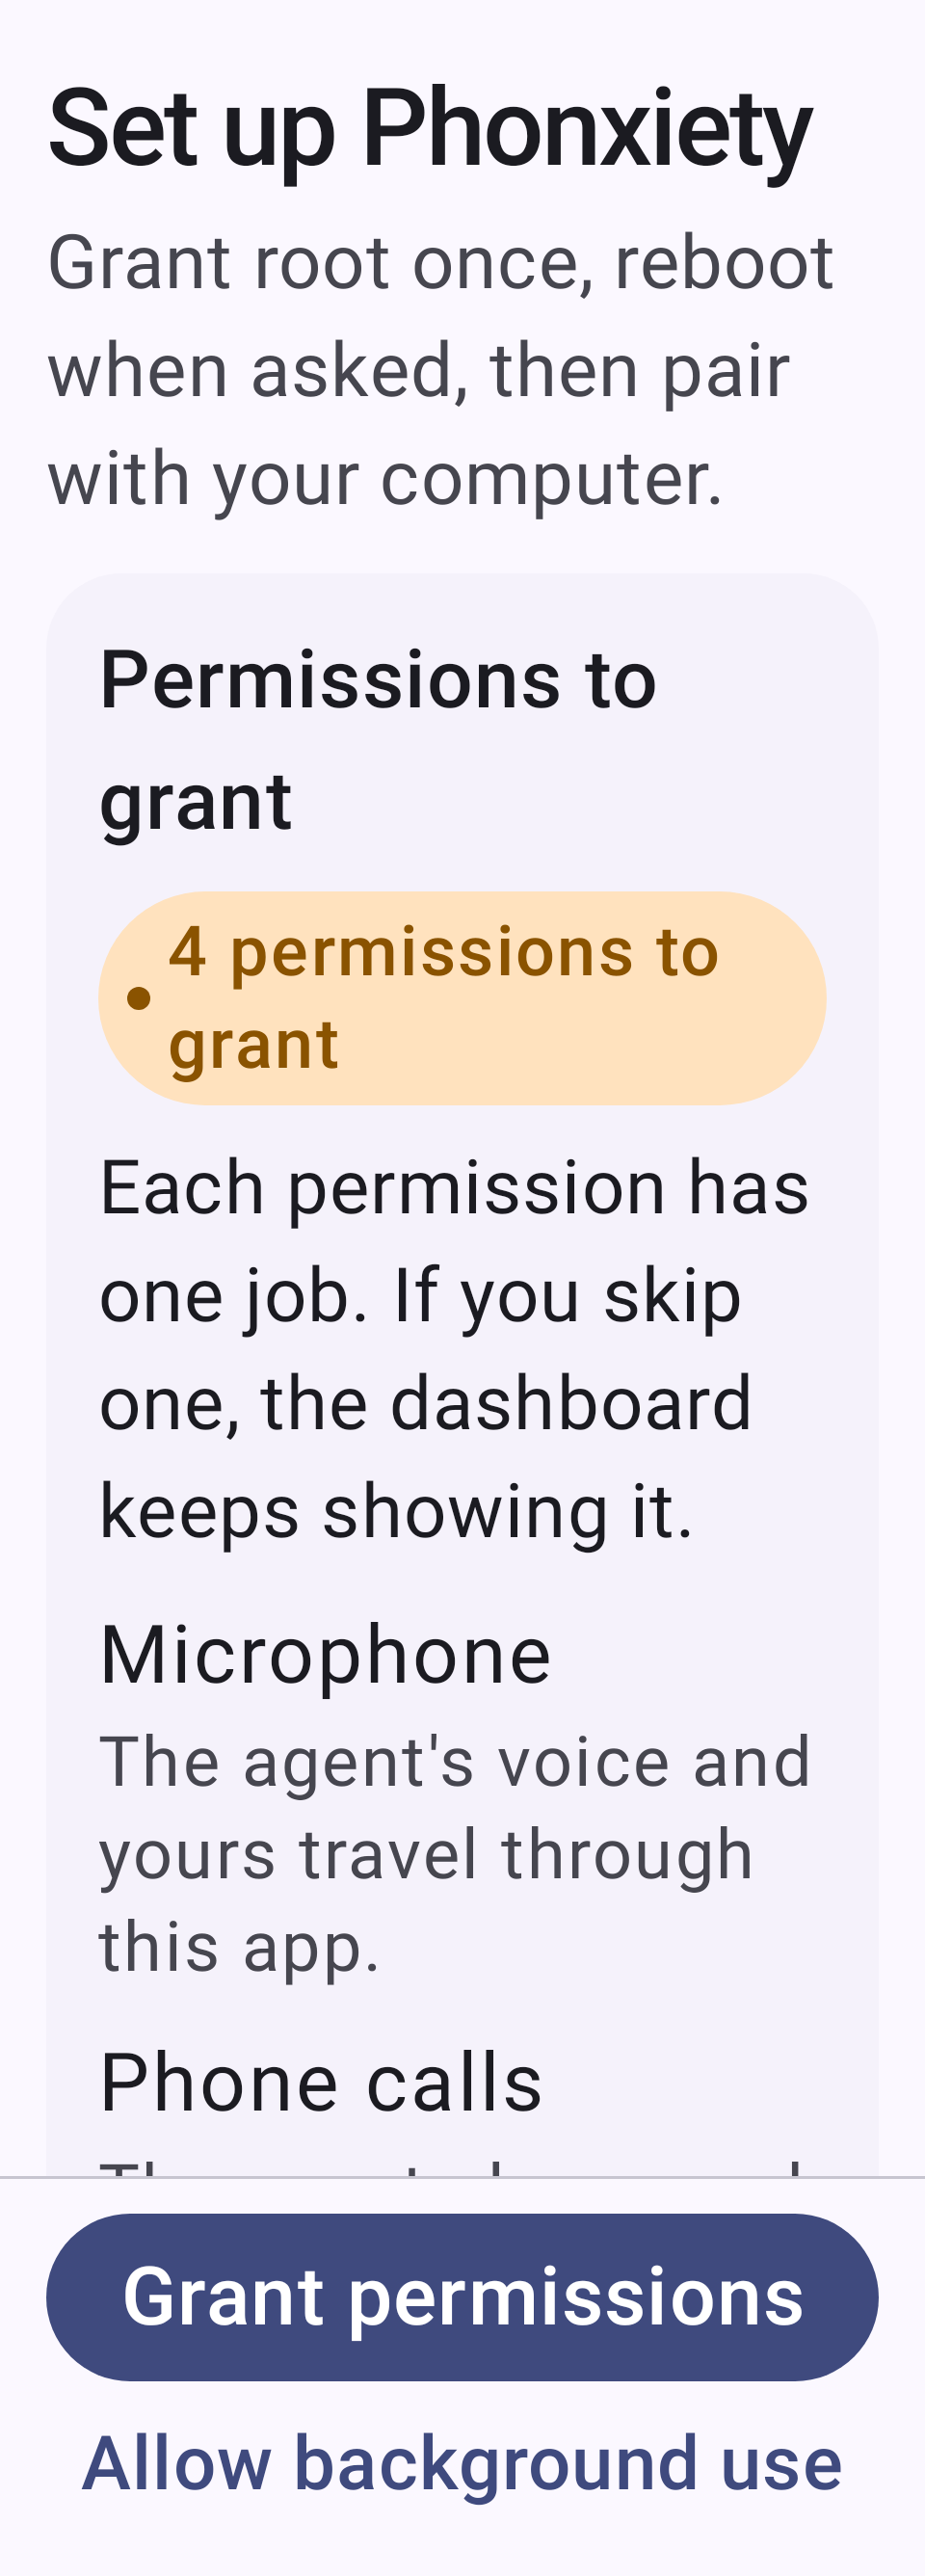 Set up Phonxiety
Grant root once, reboot
when asked, then pair
with your computer.
Permissions to
grant
4 permissions to
grant
Each permission has
one job. If you skip
one, the dashboard
keeps showing it.
Microphone
The agent's voice and
yours travel through
this app.
Phone calls
Grant permissions
Allow background use